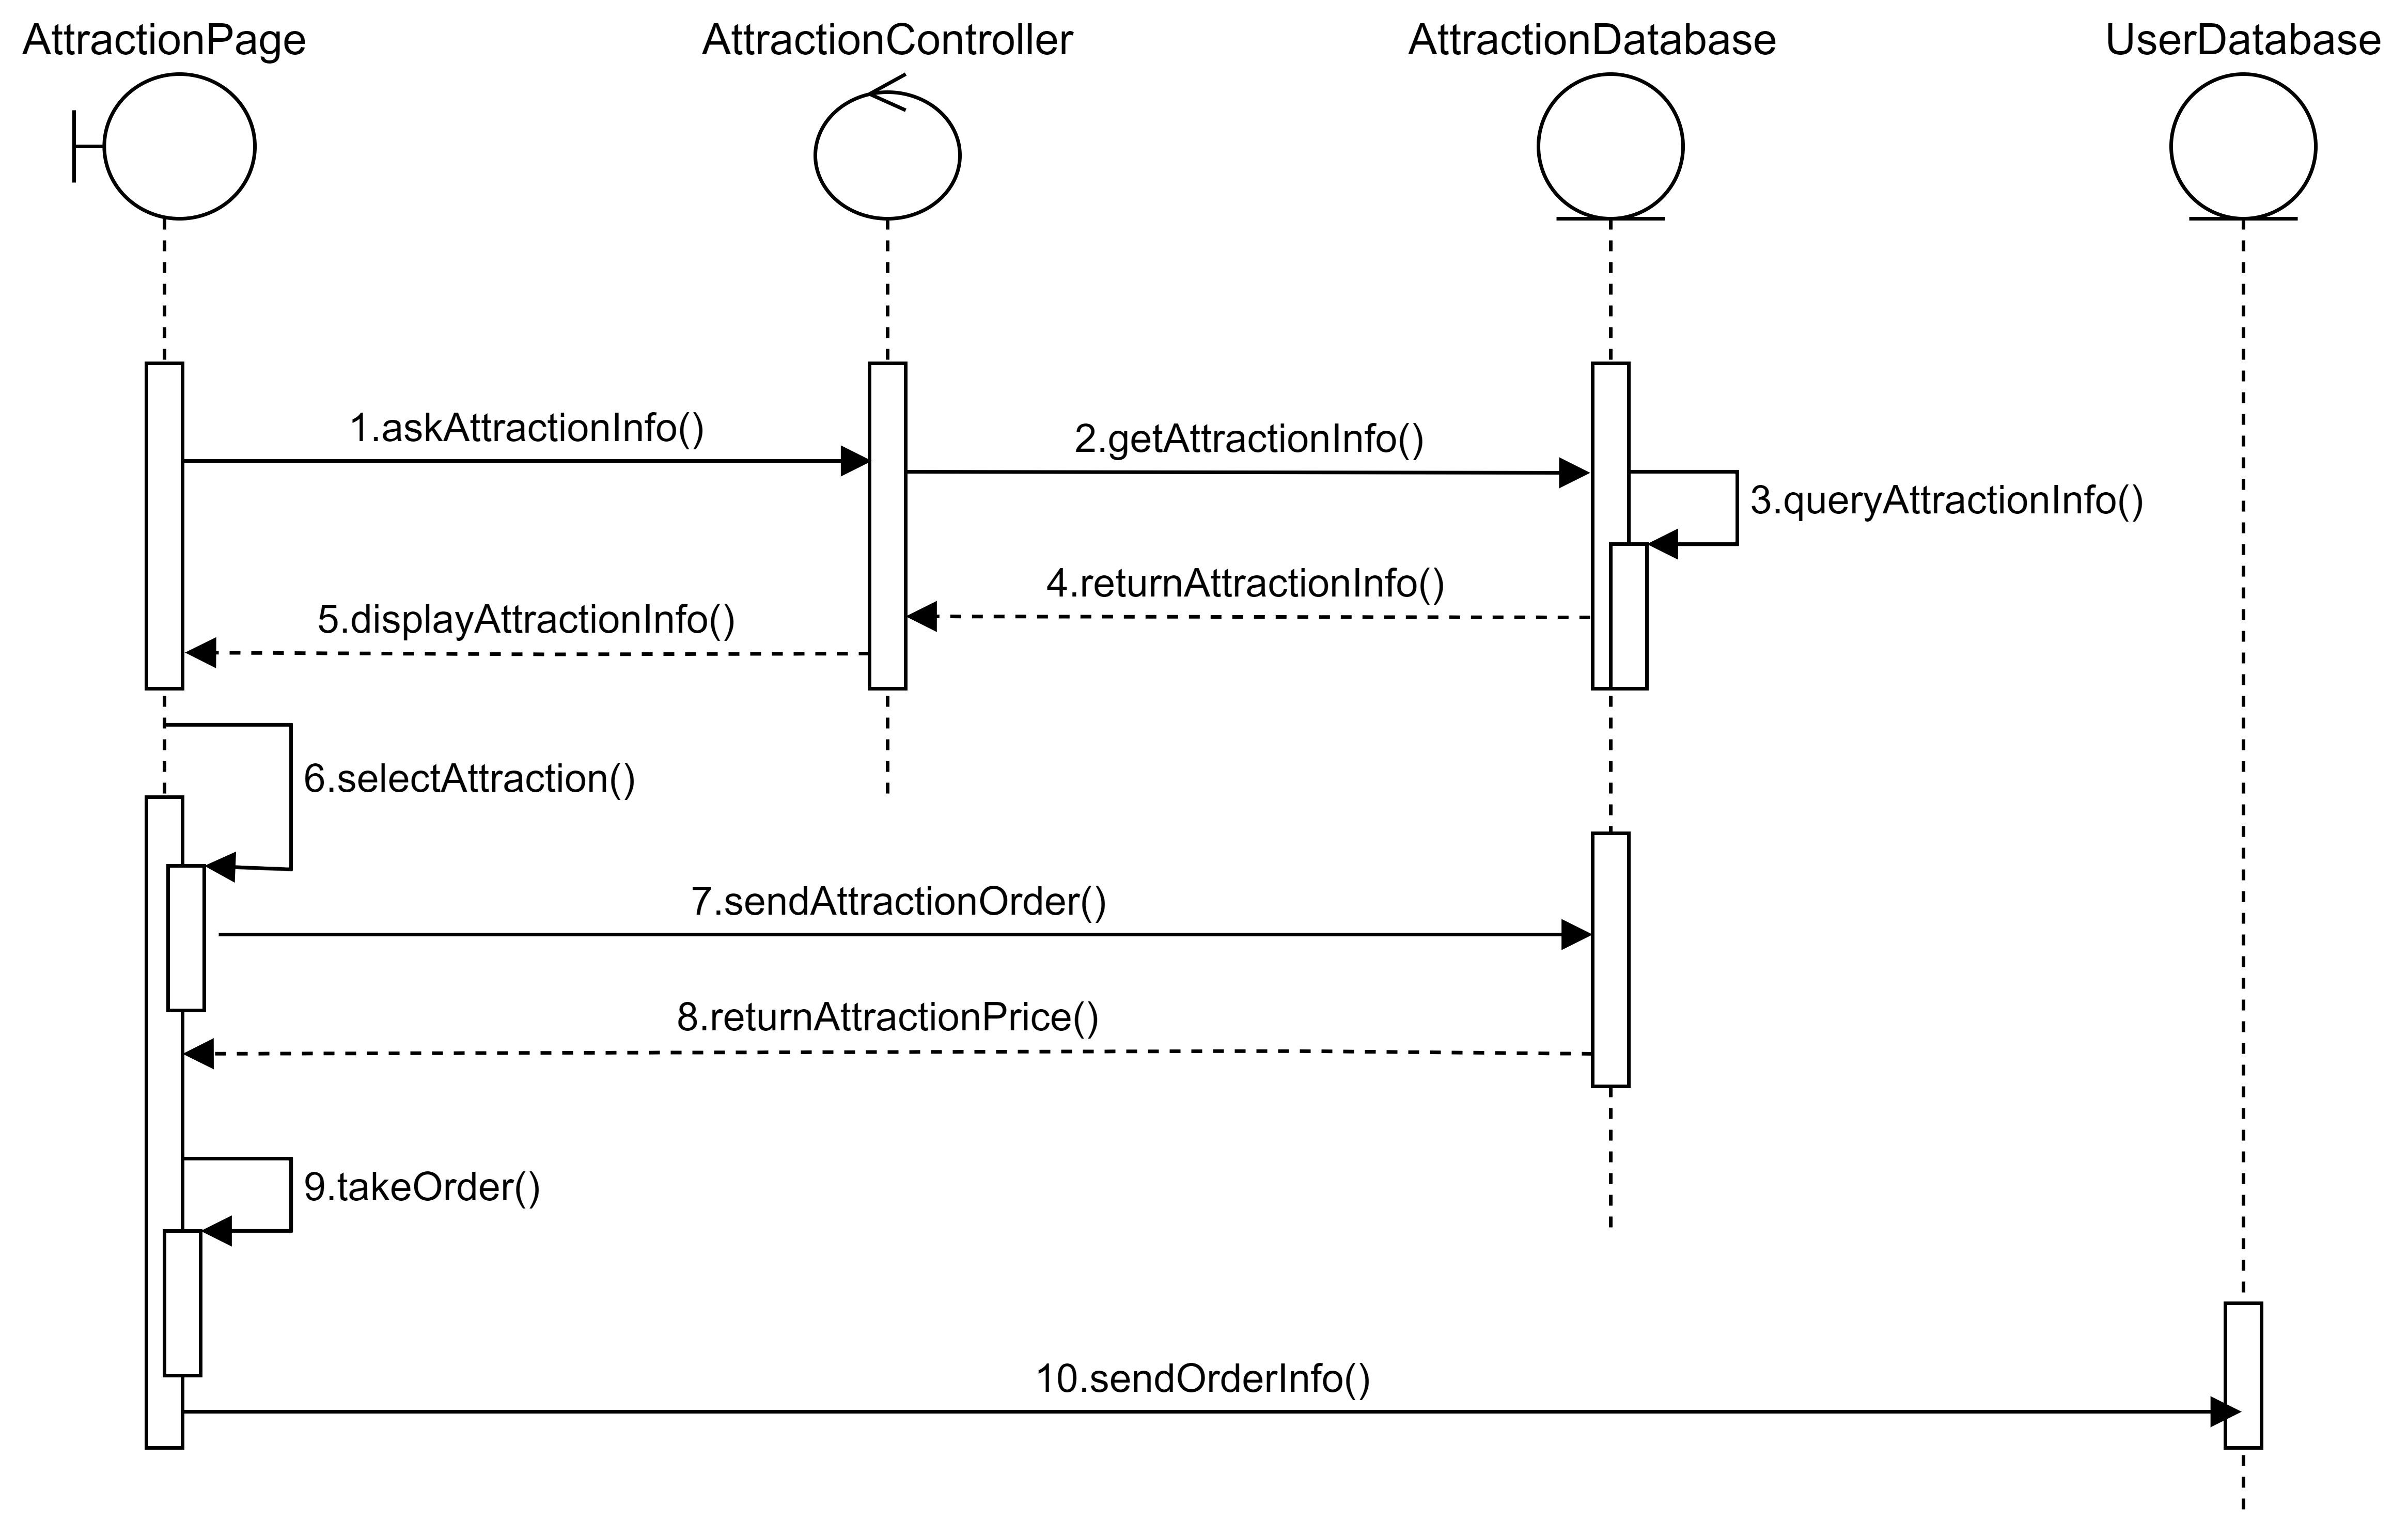 AttractionPage
AttractionController
AttractionDatabase
UserDatabase
1.askAttractionInfo()
2.getAttractionInfo()
3.queryAttractionInfo()
4.returnAttractionInfo()
5.displayAttractionInfo()
6.selectAttraction()
7.sendAttractionOrder()
8.returnAttractionPrice()
9.takeOrder()
10.sendOrderInfo()